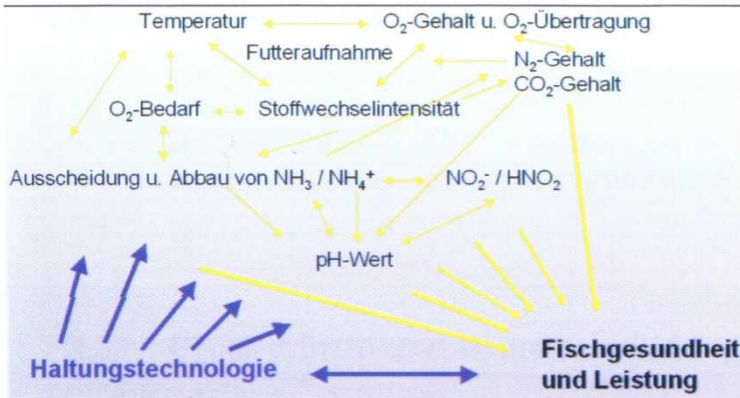 Temperatur O₂-Gehalt u. O₂-Übertragung
Futteraufnahme N₂-Gehalt
CO₂-Gehalt
O₂-Bedarf Stoffwechselintensität
Ausscheidung u. Abbau von NH₃ / NH₄⁺ NO₂⁻ / HNO₂
pH-Wert
Haltungstechnologie Fischgesundheit
und Leistung